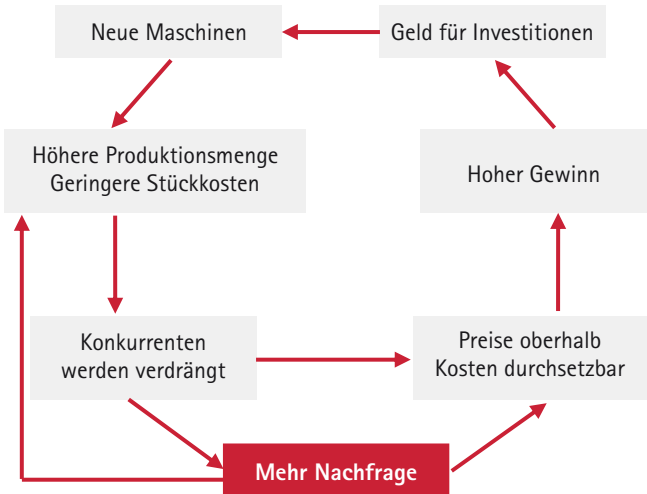 Neue Maschinen
Geld für Investitionen
Höhere Produktionsmenge
Geringere Stückkosten
Hoher Gewinn
Konkurrenten
werden verdrängt
Preise oberhalb
Kosten durchsetzbar
Mehr Nachfrage